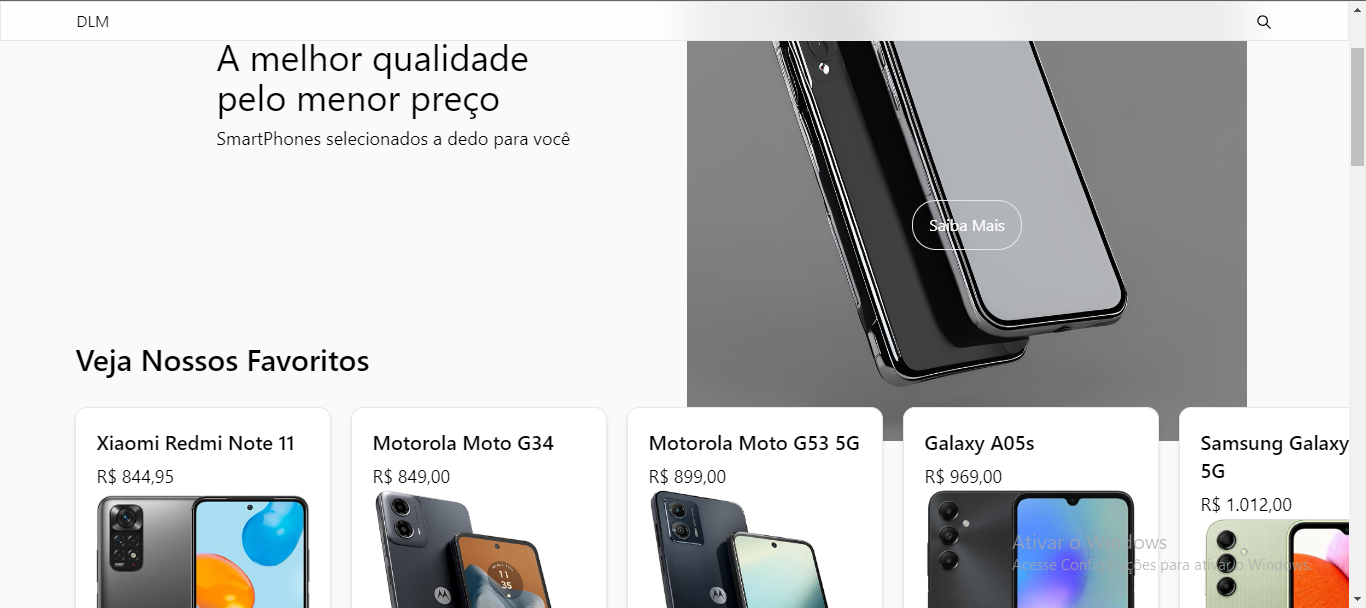 DLM
A melhor qualidade
pelo menor preço
SmartPhones selecionados a dedo para você
Saiba Mais
Veja Nossos Favoritos
Xiaomi Redmi Note 11
R$ 844,95
Motorola Moto G34
R$ 849,00
11
35
Motorola Moto G53 5G
R$ 899,00
Galaxy A05s
R$ 969,00
Samsung Galaxy
5G
R$ 1.012,00
Ativar o Windows
Acesse Configurações para ativar o Windows.